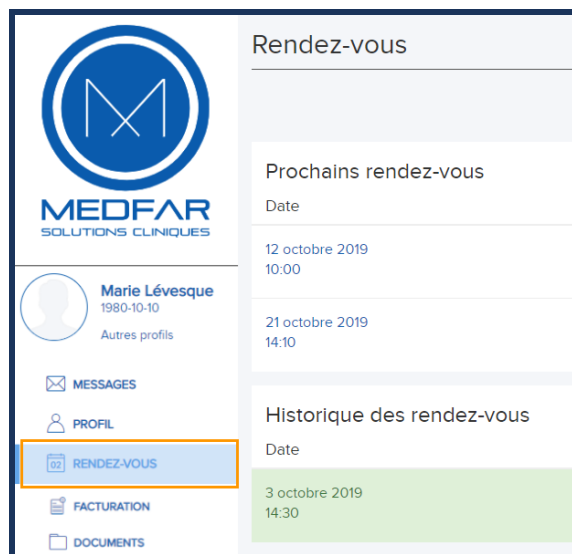 MEDFAR
SOLUTIONS CLINIQUES
Marie Lévesque
1980-10-10
Autres profils
MESSAGES
PROFIL
02 RENDEZ-VOUS
FACTURATION
DOCUMENTS
Rendez-vous
Prochains rendez-vous
Date
12 octobre 2019
10:00
21 octobre 2019
14:10
Historique des rendez-vous
Date
3 octobre 2019
14:30